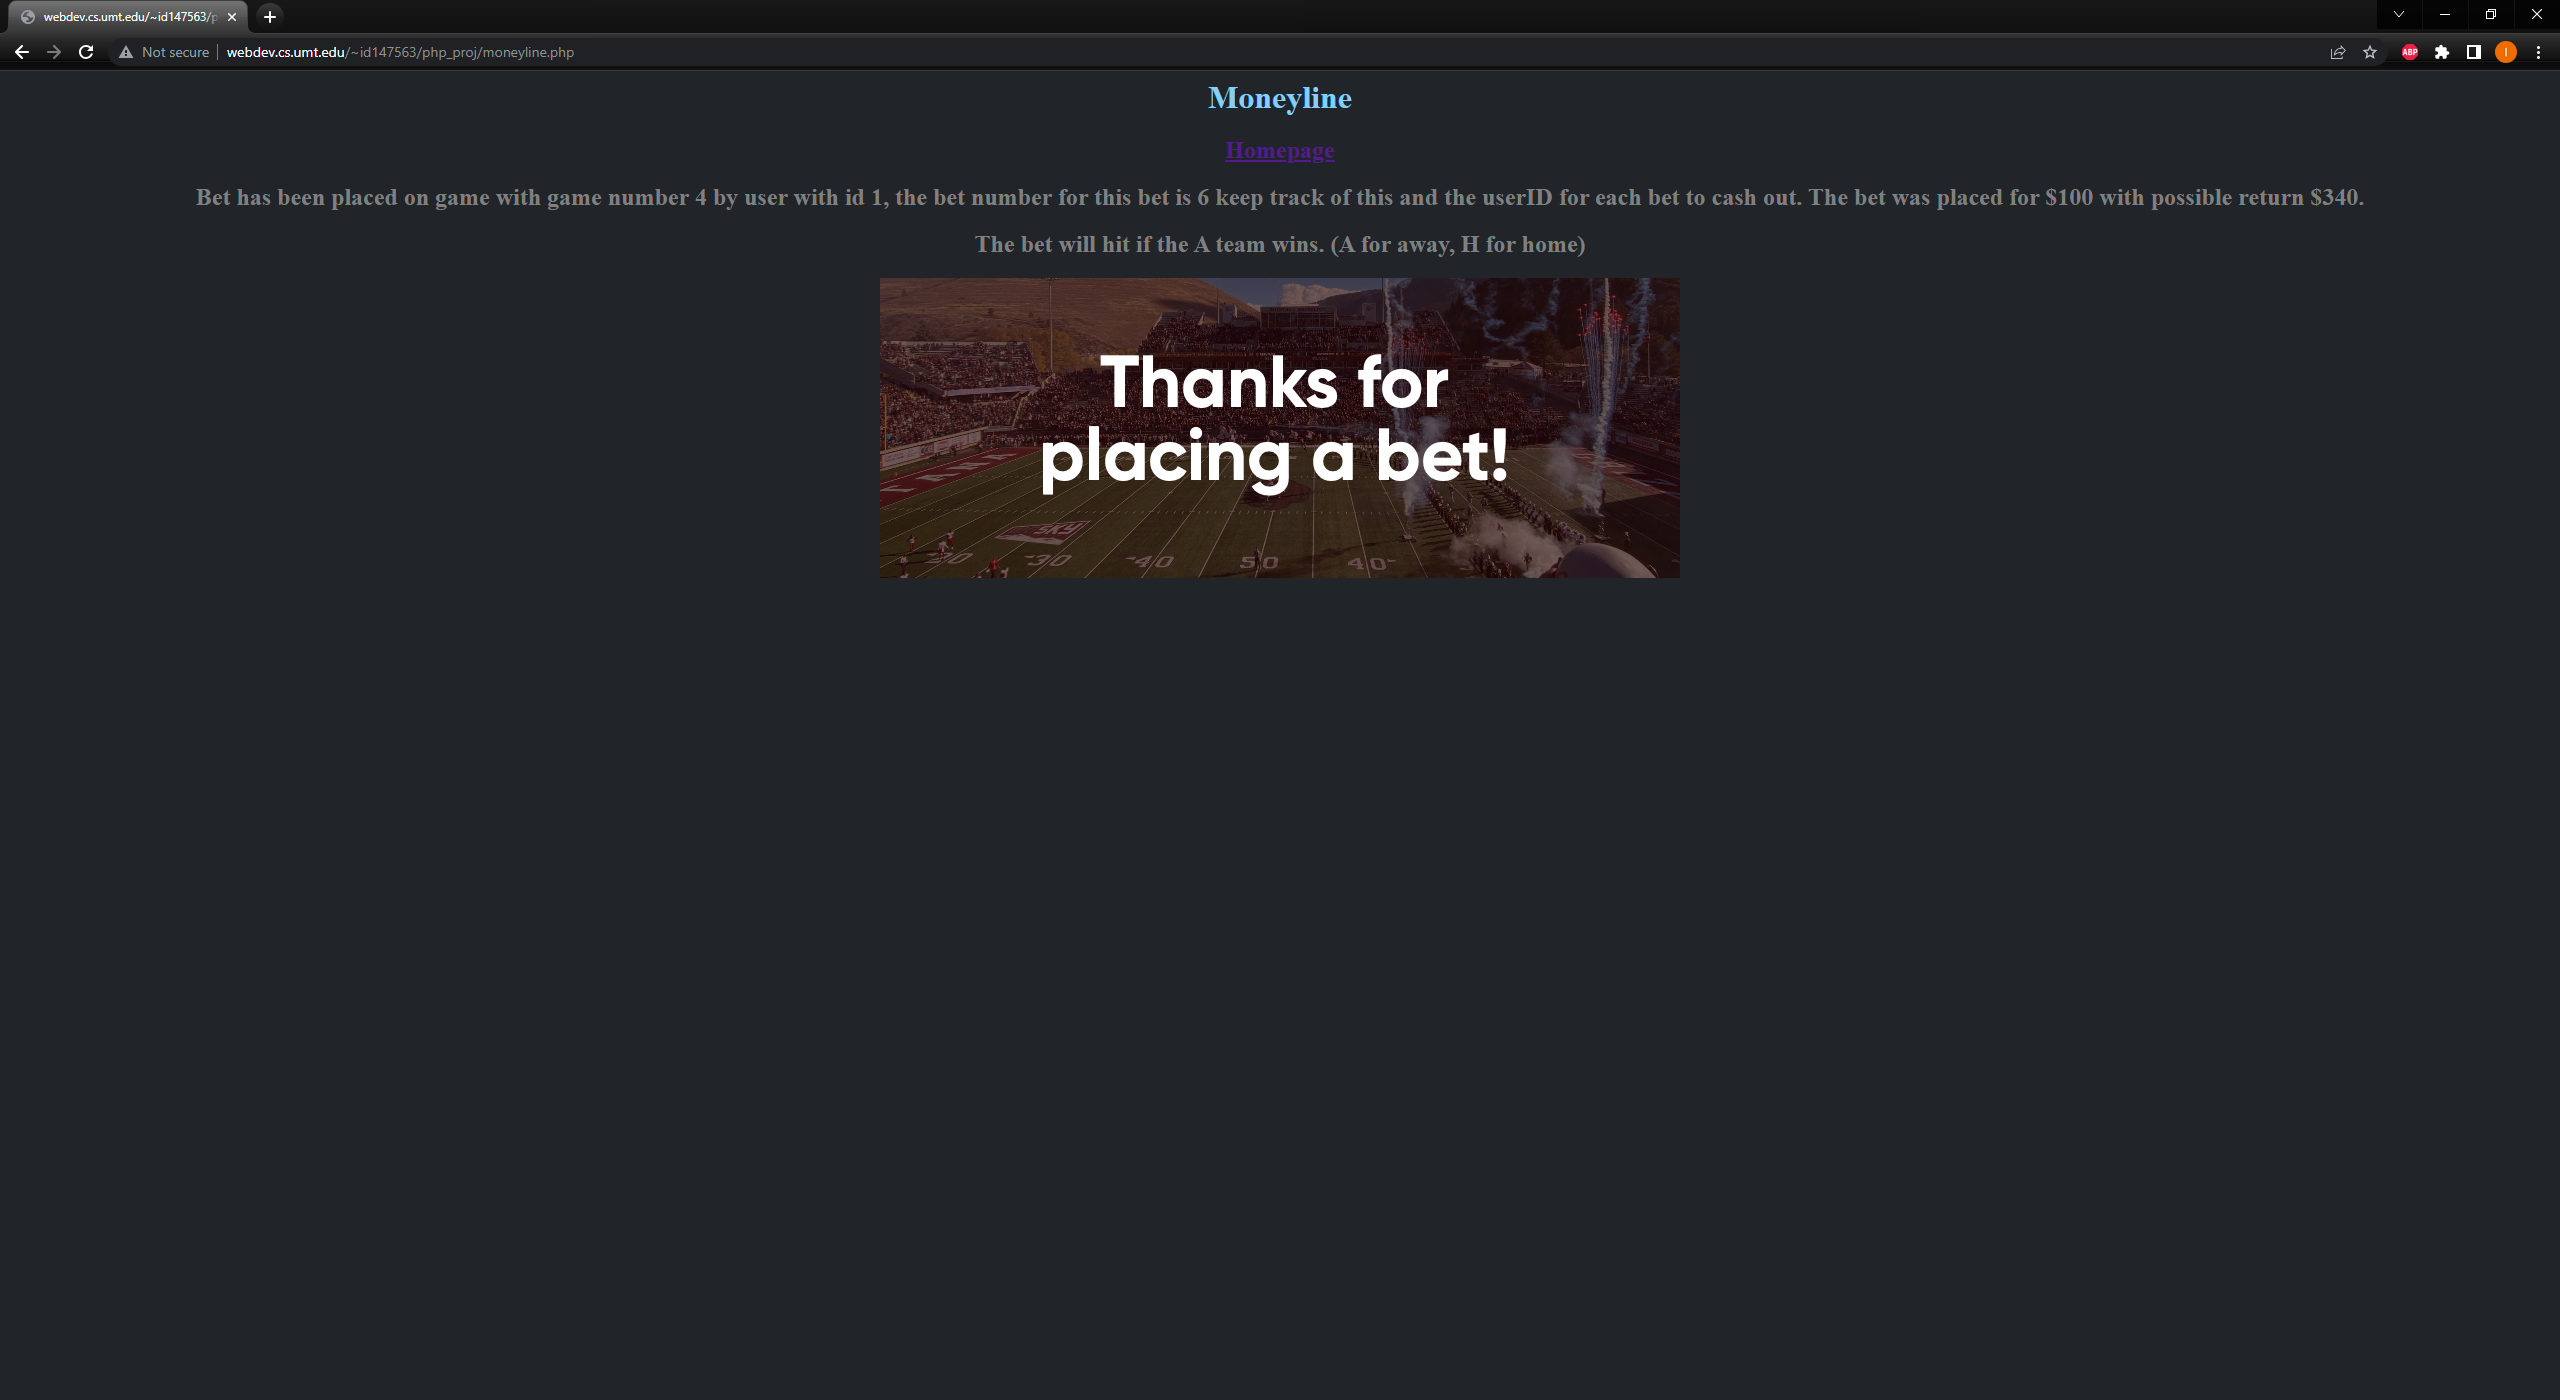 webdev.cs.umt.edu/~id147563/p
Not secure
webdev.cs.umt.edu/~id147563/php_proj/moneyline.php
ABP
I
Moneyline
Homepage
Bet has been placed on game with game number 4 by user with id 1, the bet number for this bet is 6 keep track of this and the userID for each bet to cash out. The bet was placed for $100 with possible return $340.
The bet will hit if the A team wins. (A for away, H for home)
Thanks for
placing a bet!
SKY
30 40 50 40